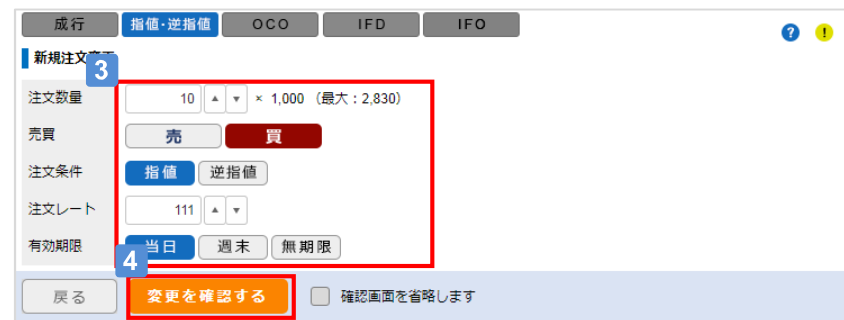 成行 指値・逆指値 OCO IFD IFO ? !
新規注文変更
3
注文数量 10 × 1,000 (最大：2,830)
売買 売 買
注文条件 指値 逆指値
注文レート 111
有効期限 当日 週末 無期限
4
戻る 変更を確認する 確認画面を省略します